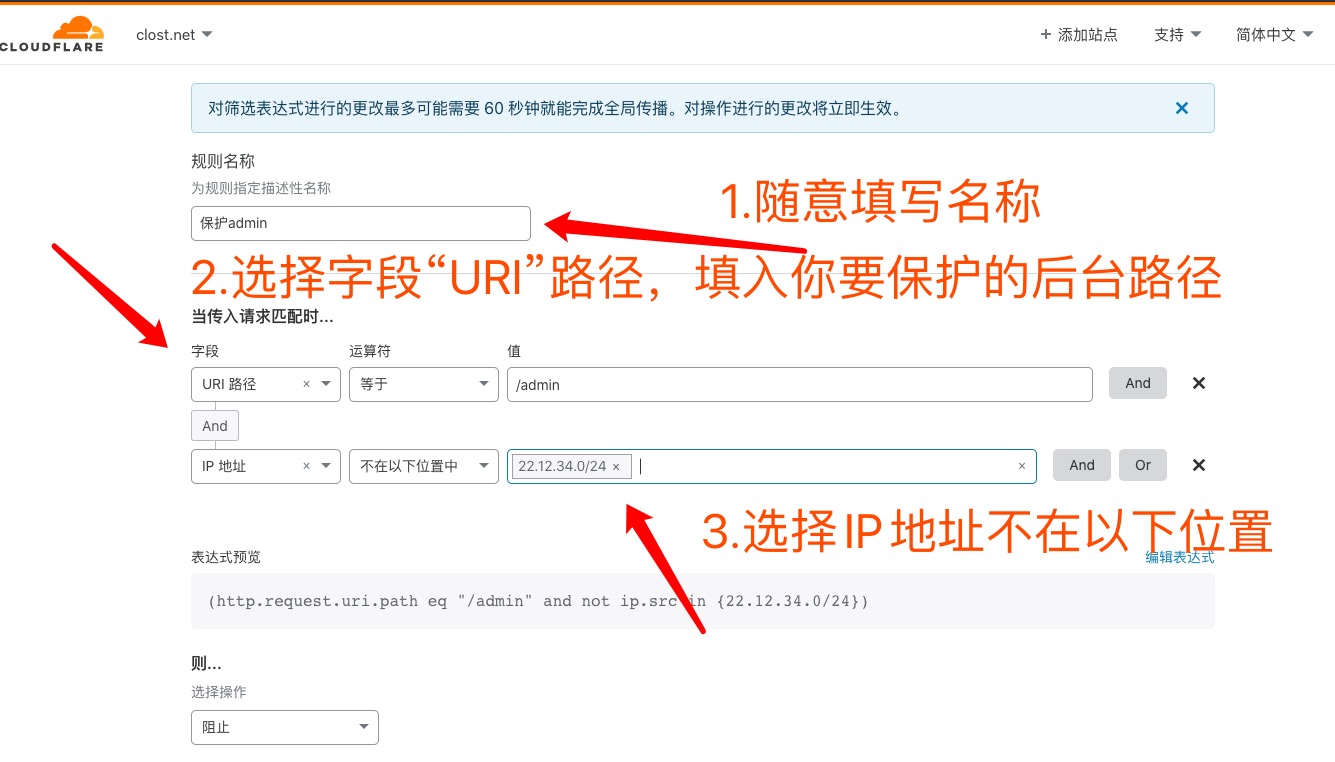 CLOUDFLARE
clost.net
+ 添加站点
支持
简体中文
对筛选表达式进行的更改最多可能需要 60 秒钟就能完成全局传播。对操作进行的更改将立即生效。
规则名称
为规则指定描述性名称
1.随意填写名称
保护admin
2.选择字段“URI”路径，填入你要保护的后台路径
当传入请求匹配时...
字段 运算符 值
URI 路径 × 等于 /admin And ×
And
IP 地址 × 不在以下位置中 22.12.34.0/24 × × And Or ×
3.选择IP地址不在以下位置
表达式预览 编辑表达式
(http.request.uri.path eq "/admin" and not ip.src in {22.12.34.0/24})
则...
选择操作
阻止